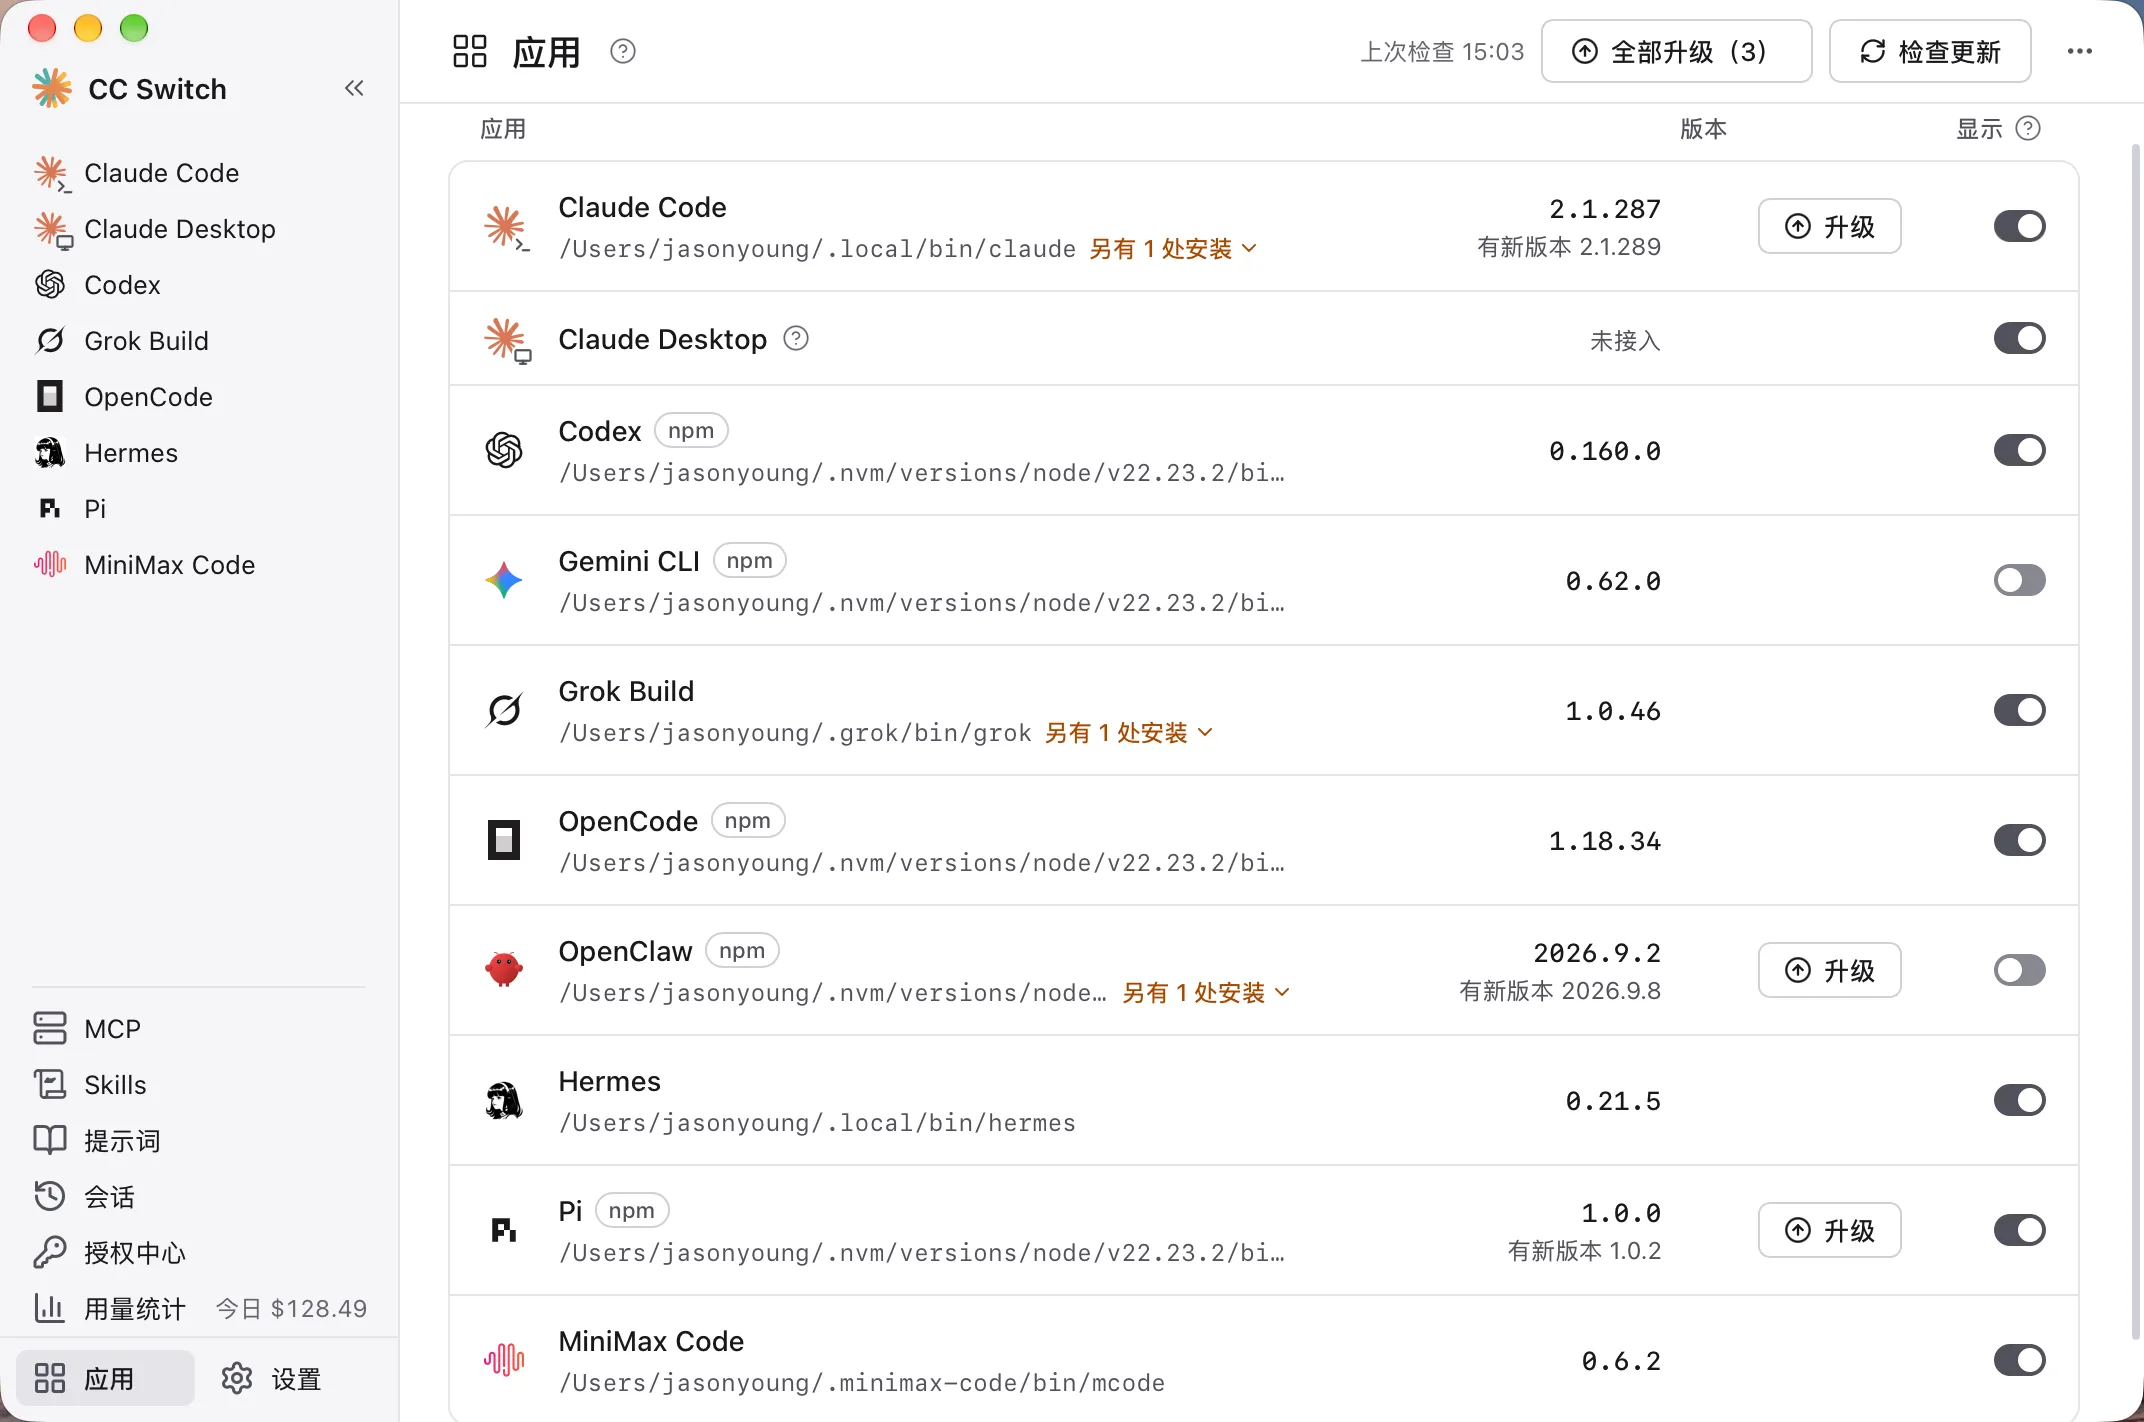 CC Switch
Claude Code
Claude Desktop
Codex
Grok Build
OpenCode
Hermes
Pi
MiniMax Code
MCP
Skills
提示词
会话
授权中心
用量统计 今日 $128.49
应用 设置
应用
上次检查 15:03 全部升级（3） 检查更新
应用 版本 显示
Claude Code
/Users/jasonyoung/.local/bin/claude 另有 1 处安装
2.1.287
有新版本 2.1.289
升级
Claude Desktop
未接入
Codex npm
/Users/jasonyoung/.nvm/versions/node/v22.23.2/bi…
0.160.0
Gemini CLI npm
/Users/jasonyoung/.nvm/versions/node/v22.23.2/bi…
0.62.0
Grok Build
/Users/jasonyoung/.grok/bin/grok 另有 1 处安装
1.0.46
OpenCode npm
/Users/jasonyoung/.nvm/versions/node/v22.23.2/bi…
1.18.34
OpenClaw npm
/Users/jasonyoung/.nvm/versions/node… 另有 1 处安装
2026.9.2
有新版本 2026.9.8
升级
Hermes
/Users/jasonyoung/.local/bin/hermes
0.21.5
Pi npm
/Users/jasonyoung/.nvm/versions/node/v22.23.2/bi…
1.0.0
有新版本 1.0.2
升级
MiniMax Code
/Users/jasonyoung/.minimax-code/bin/mcode
0.6.2